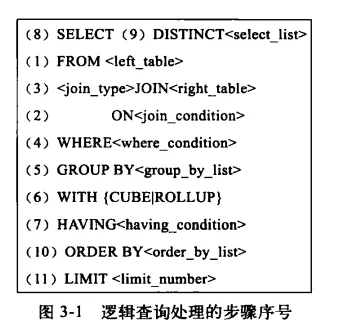 (8) SELECT (9) DISTINCT<select_list>
(1) FROM <left_table>
(3) <join_type>JOIN<right_table>
(2) ON<join_condition>
(4) WHERE<where_condition>
(5) GROUP BY<group_by_list>
(6) WITH {CUBE|ROLLUP}
(7) HAVING<having_condition>
(10) ORDER BY<order_by_list>
(11) LIMIT <limit_number>
图 3-1 逻辑查询处理的步骤序号